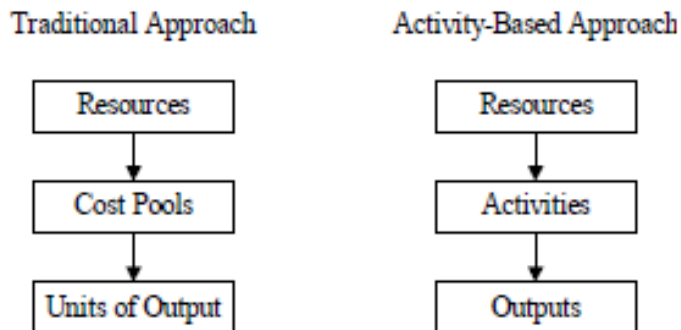 Traditional Approach
Activity-Based Approach
Resources
Resources
Cost Pools
Activities
Units of Output
Outputs